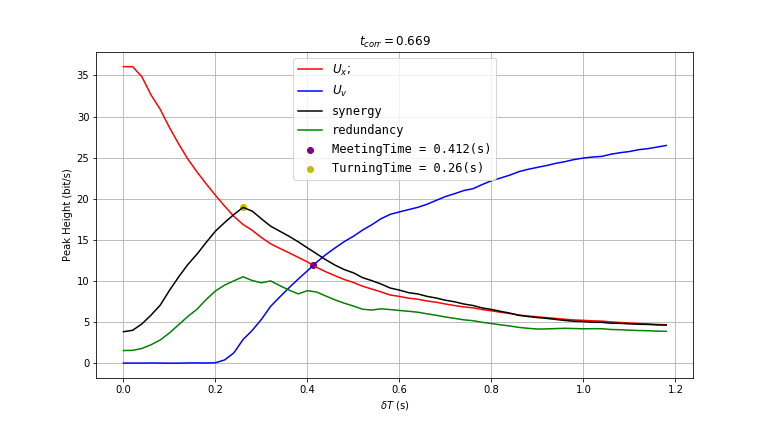 t_corr = 0.669
U_x;
U_v
synergy
redundancy
MeetingTime = 0.412(s)
TurningTime = 0.26(s)
Peak Height (bit/s)
35
30
25
20
15
10
5
0
0.0 0.2 0.4 0.6 0.8 1.0 1.2
δT (s)